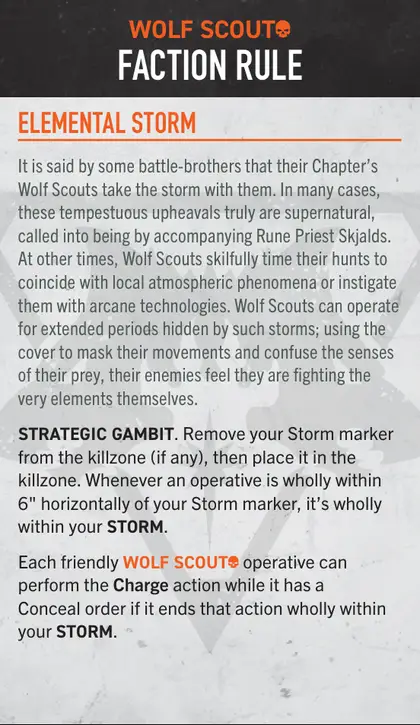 WOLF SCOUT
FACTION RULE
ELEMENTAL STORM
It is said by some battle-brothers that their Chapter’s
Wolf Scouts take the storm with them. In many cases,
these tempestuous upheavals truly are supernatural,
called into being by accompanying Rune Priest Skjalds.
At other times, Wolf Scouts skilfully time their hunts to
coincide with local atmospheric phenomena or instigate
them with arcane technologies. Wolf Scouts can operate
for extended periods hidden by such storms; using the
cover to mask their movements and confuse the senses
of their prey, their enemies feel they are fighting the
very elements themselves.
STRATEGIC GAMBIT. Remove your Storm marker
from the killzone (if any), then place it in the
killzone. Whenever an operative is wholly within
6" horizontally of your Storm marker, it’s wholly
within your STORM.
Each friendly WOLF SCOUT operative can
perform the Charge action while it has a
Conceal order if it ends that action wholly within
your STORM.